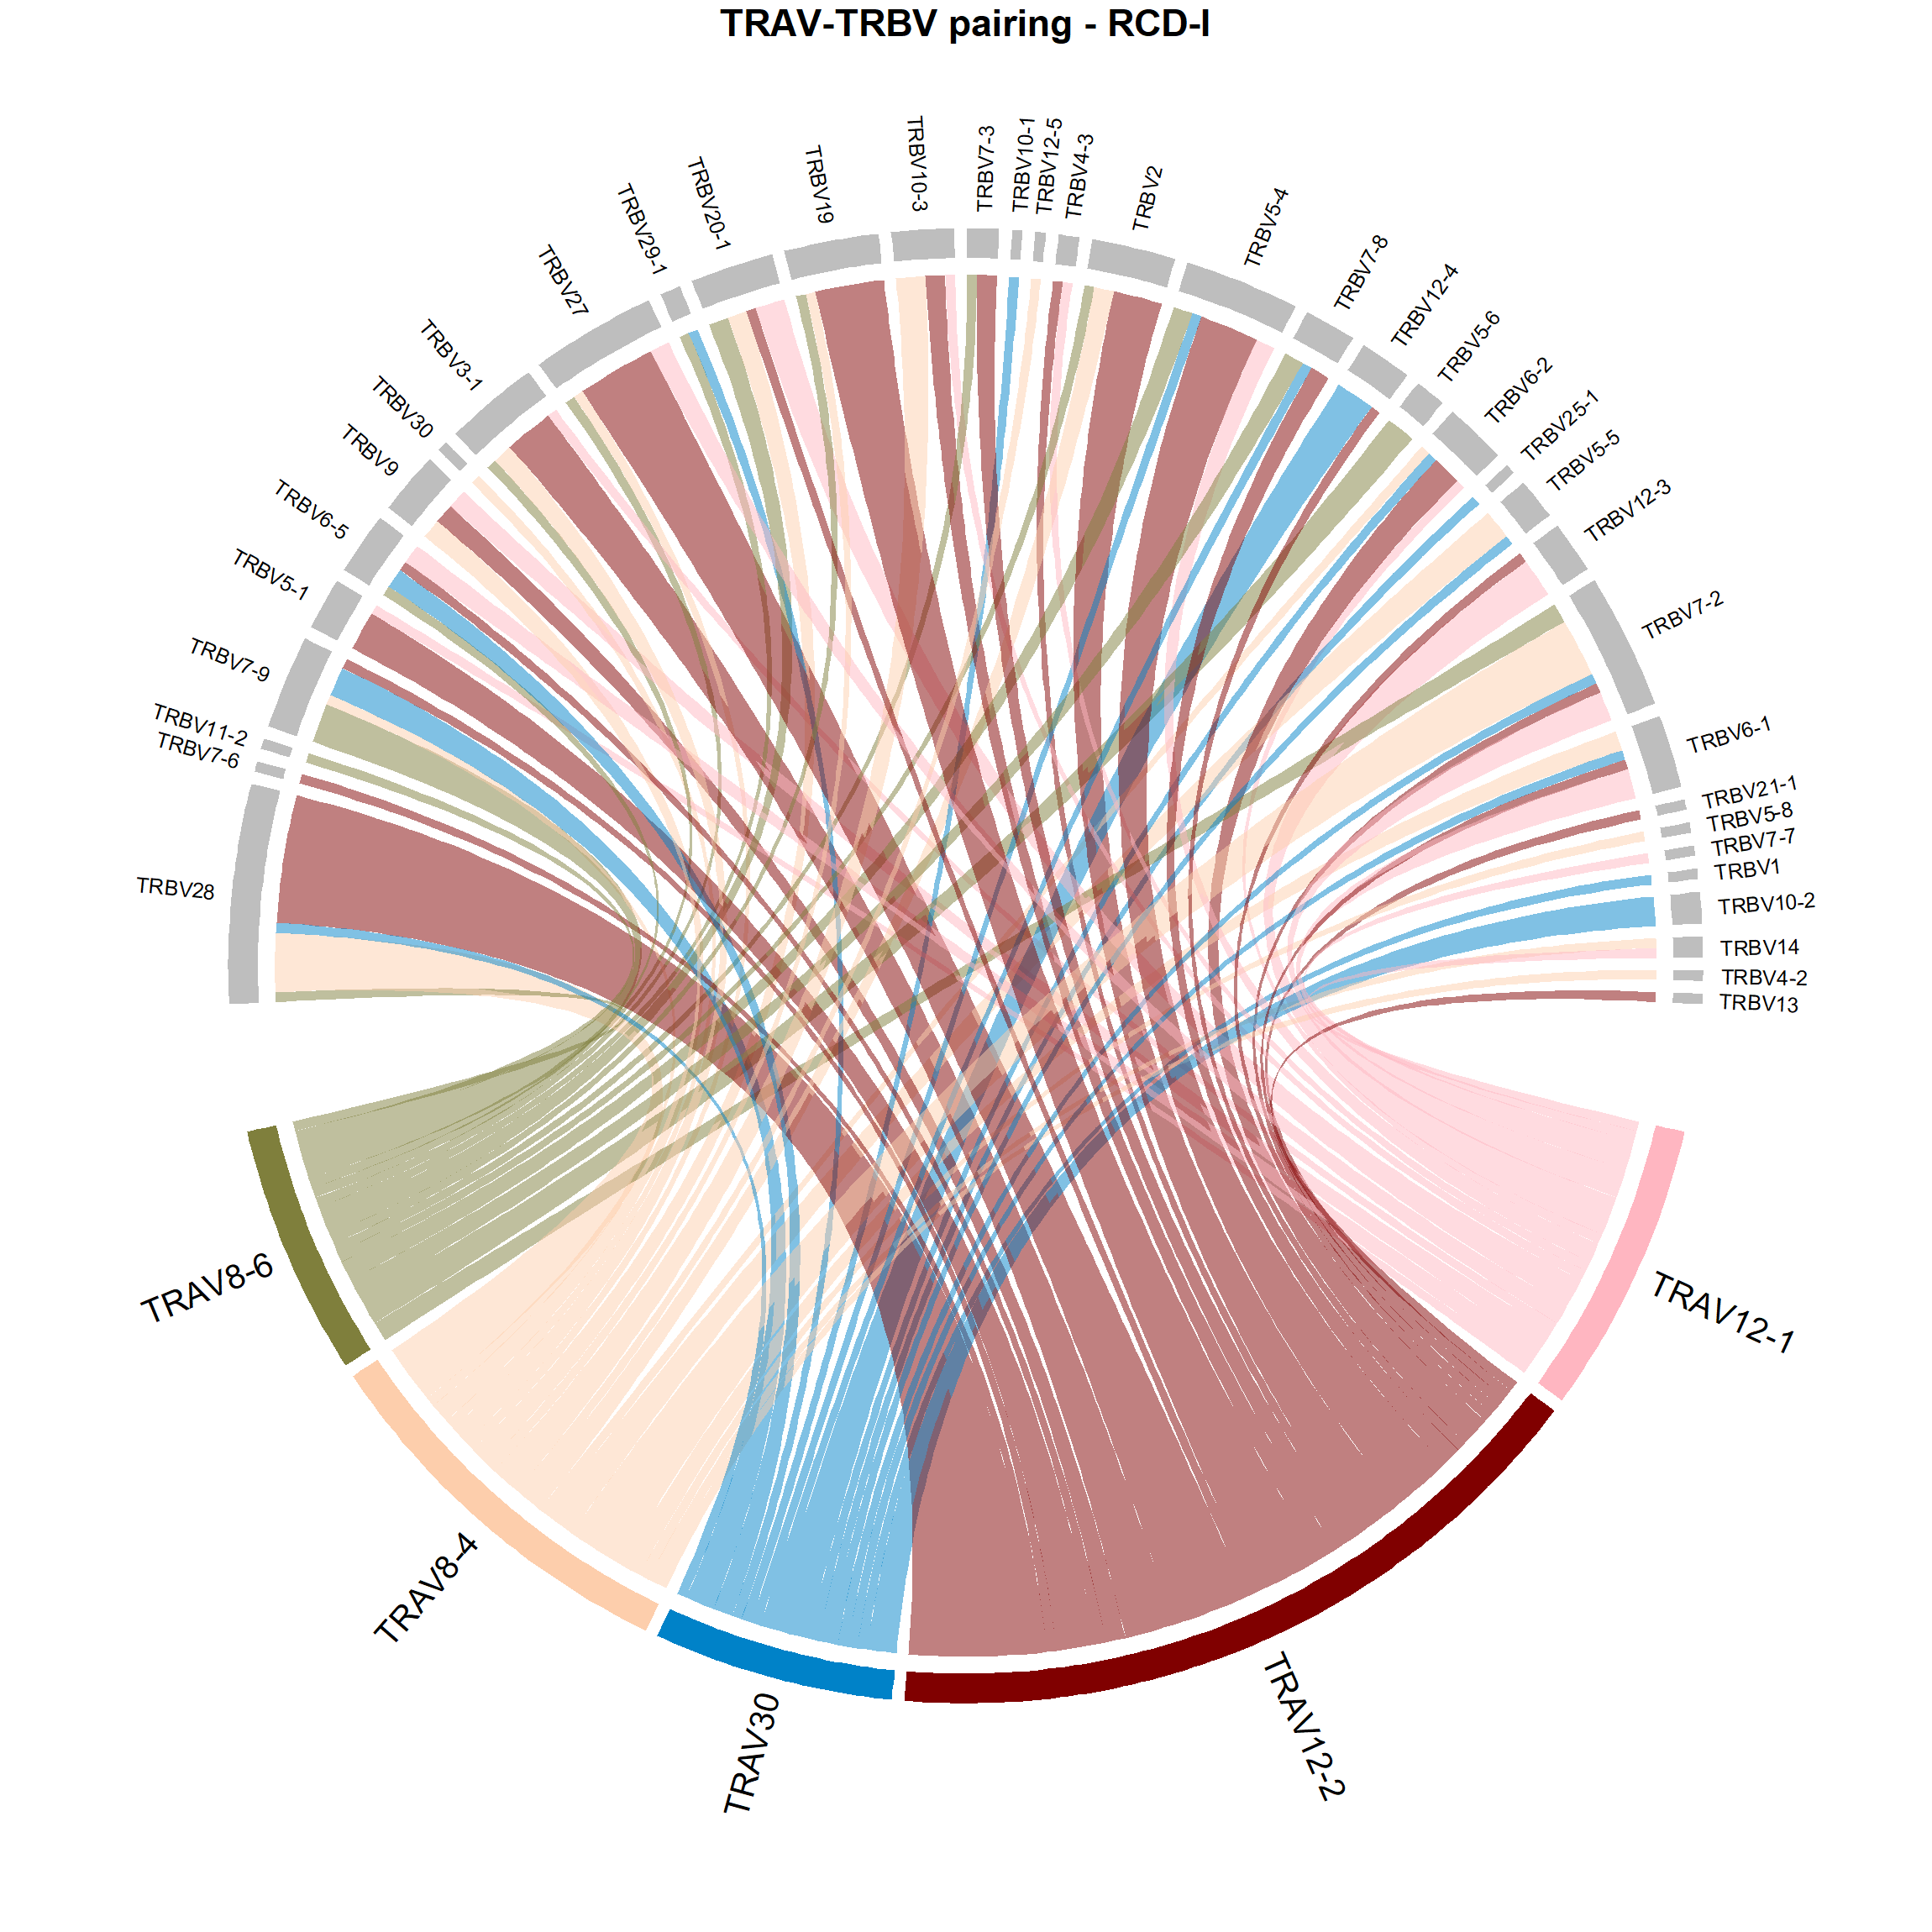 TRAV-TRBV pairing - RCD-I
TRBV28
TRBV7-6
TRBV11-2
TRBV7-9
TRBV5-1
TRBV6-5
TRBV9
TRBV30
TRBV3-1
TRBV27
TRBV29-1
TRBV20-1
TRBV19
TRBV10-3
TRBV7-3
TRBV10-1
TRBV12-5
TRBV4-3
TRBV2
TRBV5-4
TRBV7-8
TRBV12-4
TRBV5-6
TRBV6-2
TRBV25-1
TRBV5-5
TRBV12-3
TRBV7-2
TRBV6-1
TRBV21-1
TRBV5-8
TRBV7-7
TRBV1
TRBV10-2
TRBV14
TRBV4-2
TRBV13
TRAV12-1
TRAV12-2
TRAV30
TRAV8-4
TRAV8-6